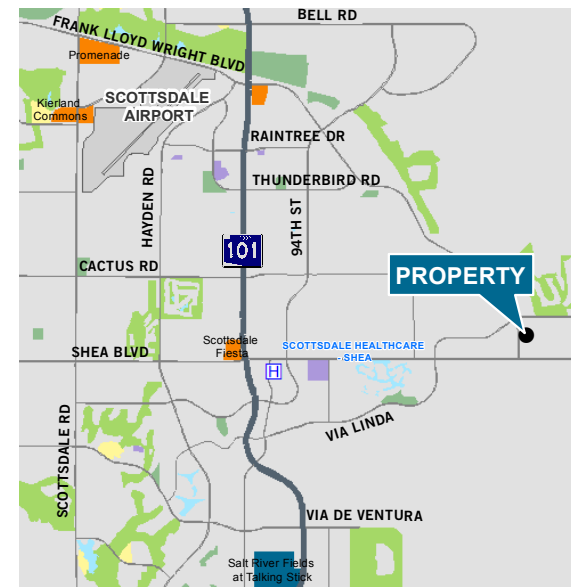 BELL RD
FRANK LLOYD WRIGHT BLVD
Promenade
Kierland
Commons
SCOTTSDALE
AIRPORT
RAINTREE DR
THUNDERBIRD RD
HAYDEN RD
94TH ST
101
CACTUS RD
PROPERTY
SHEA BLVD
Scottsdale
Fiesta
SCOTTSDALE HEALTHCARE
-SHEA
H
VIA LINDA
SCOTTSDALE RD
VIA DE VENTURA
Salt River Fields
at Talking Stick